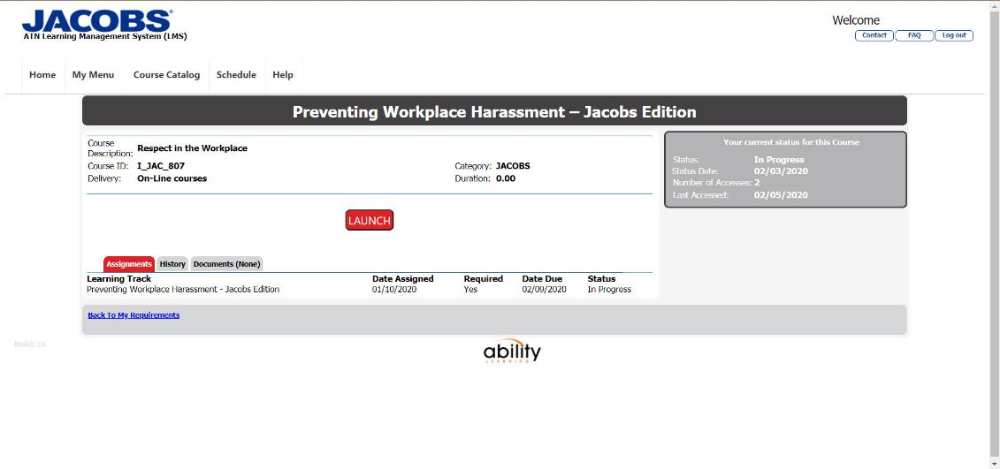 JACOBS®
ATN Learning Management System (LMS)
Welcome
Contact FAQ Log out
Home My Menu Course Catalog Schedule Help
Preventing Workplace Harassment – Jacobs Edition
Course Description: Respect in the Workplace
Course ID: I_JAC_807 Category: JACOBS
Delivery: On-Line courses Duration: 0.00
Your current status for this Course
Status: In Progress
Status Date: 02/03/2020
Number of Accesses: 2
Last Accessed: 02/05/2020
LAUNCH
Assignments History Documents (None)
Learning Track Date Assigned Required Date Due Status
Preventing Workplace Harassment - Jacobs Edition 01/10/2020 Yes 02/09/2020 In Progress
Back To My Requirements
Build: 16
ability
LEARNING